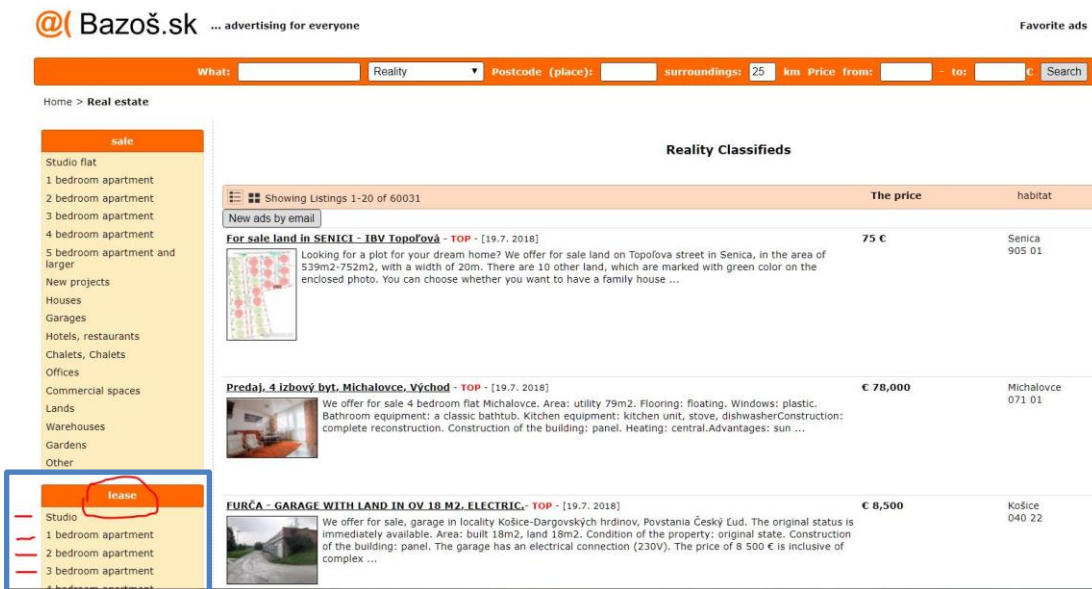 @( Bazoš.sk ... advertising for everyone Favorite ads
What: Reality Postcode (place): surroundings: 25 km Price from: - to: € Search
Home > Real estate
sale
Studio flat
1 bedroom apartment
2 bedroom apartment
3 bedroom apartment
4 bedroom apartment
5 bedroom apartment and
larger
New projects
Houses
Garages
Hotels, restaurants
Chalets, Chalets
Offices
Commercial spaces
Lands
Warehouses
Gardens
Other
lease
Studio
1 bedroom apartment
2 bedroom apartment
3 bedroom apartment
4 bedroom apartment
Reality Classifieds
Showing Listings 1-20 of 60031 The price habitat
New ads by email
For sale land in SENICI - IBV Topoľová - TOP - [19.7. 2018] 75 € Senica
905 01
Looking for a plot for your dream home? We offer for sale land on Topoľova street in Senica, in the area of
539m2-752m2, with a width of 20m. There are 10 other land, which are marked with green color on the
enclosed photo. You can choose whether you want to have a family house ...
Predaj, 4 izbový byt, Michalovce, Východ - TOP - [19.7. 2018] € 78,000 Michalovce
071 01
We offer for sale 4 bedroom flat Michalovce. Area: utility 79m2. Flooring: floating. Windows: plastic.
Bathroom equipment: a classic bathtub. Kitchen equipment: kitchen unit, stove, dishwasherConstruction:
complete reconstruction. Construction of the building: panel. Heating: central.Advantages: sun ...
FURČA - GARAGE WITH LAND IN OV 18 M2, ELECTRIC.- TOP - [19.7. 2018] € 8,500 Košice
040 22
We offer for sale, garage in locality Košice-Dargovských hrdinov, Povstania Český Ľud. The original status is
immediately available. Area: built 18m2, land 18m2. Condition of the property: original state. Construction
of the building: panel. The garage has an electrical connection (230V). The price of 8 500 € is inclusive of
complex ...